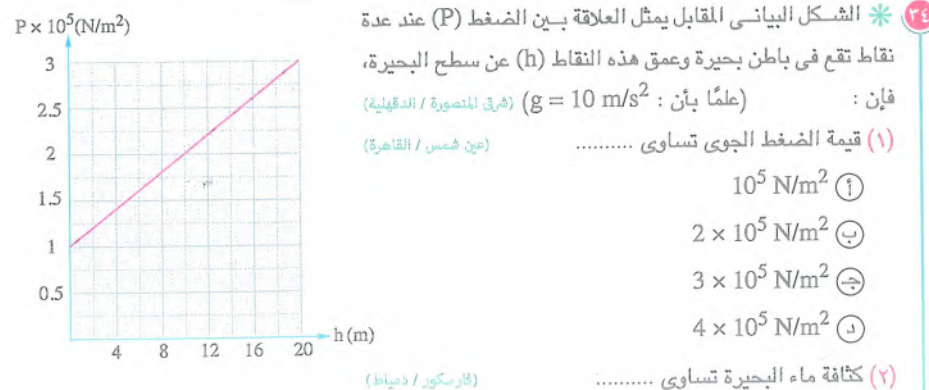 ٣٤ * الشكل البيانى المقابل يمثل العلاقة بين الضغط (P) عند عدة
نقاط تقع فى باطن بحيرة وعمق هذه النقاط (h) عن سطح البحيرة،
فإن : (علمًا بأن : g = 10 m/s²) (شرق المنصورة / الدقهلية)
(١) قيمة الضغط الجوى تساوى .......... (عين شمس / القاهرة)
أ 10⁵ N/m²
ب 2 × 10⁵ N/m²
ج 3 × 10⁵ N/m²
د 4 × 10⁵ N/m²
(٢) كثافة ماء البحيرة تساوى .......... (فارسكور / دمياط)
P × 10⁵(N/m²)
3
2.5
2
1.5
1
0.5
4 8 12 16 20 h (m)